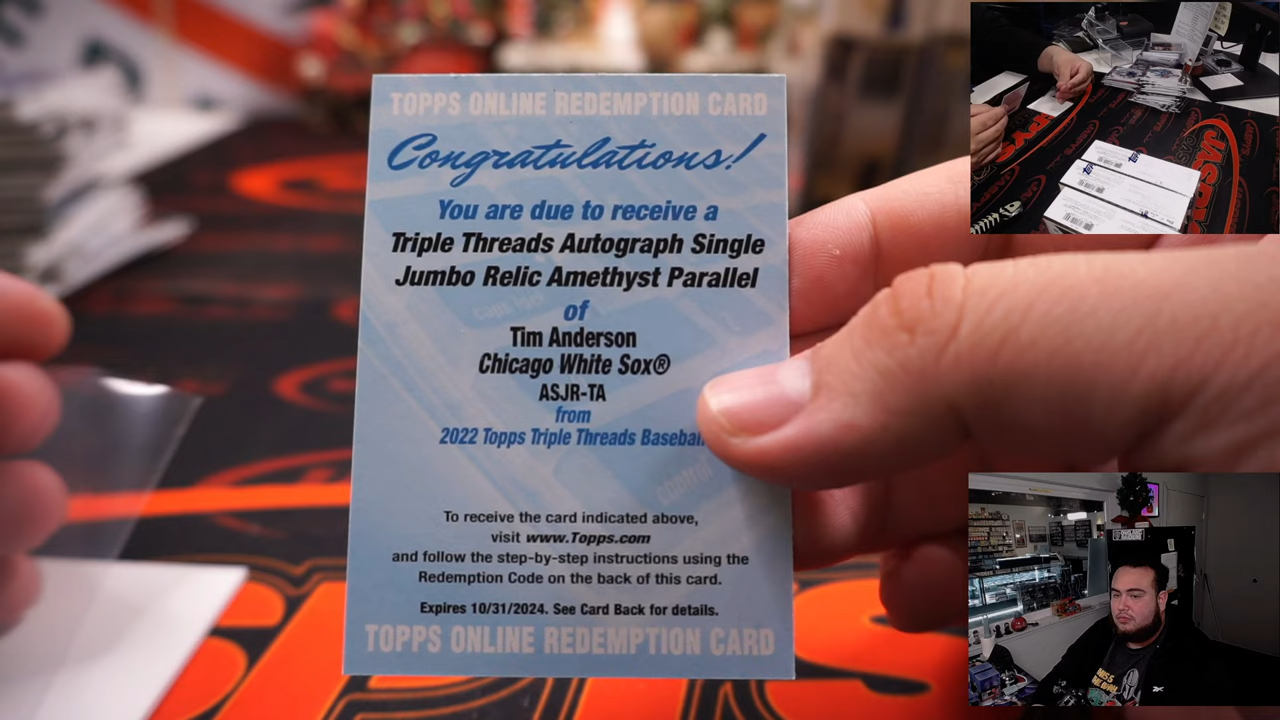 TOPPS ONLINE REDEMPTION CARD
Congratulations!
You are due to receive a
Triple Threads Autograph Single
Jumbo Relic Amethyst Parallel
of
Tim Anderson
Chicago White Sox®
ASJR-TA
from
2022 Topps Triple Threads
To receive the card indicated above,
visit www.Topps.com
and follow the step-by-step instructions using the
Redemption Code on the back of this card.
Expires 10/31/2024. See Card Back for details.
TOPPS ONLINE REDEMPTION CARD